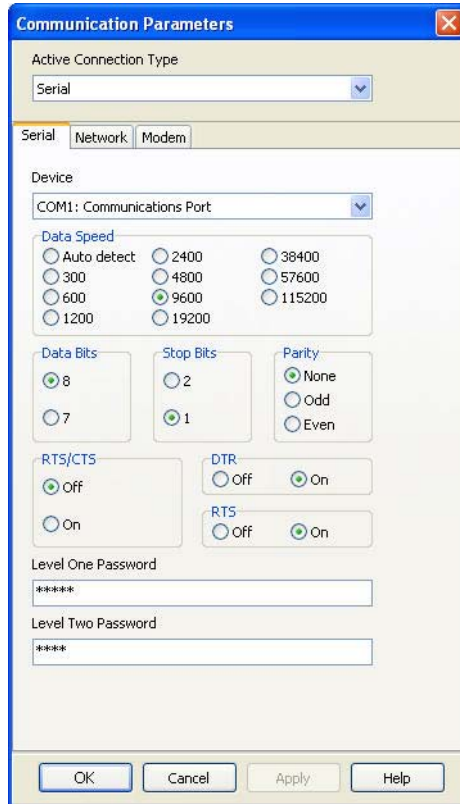 Communication Parameters
Active Connection Type
Serial
Serial Network Modem
Device
COM1: Communications Port
Data Speed
Auto detect 2400 38400
300 4800 57600
600 9600 115200
1200 19200
Data Bits Stop Bits Parity
8 2 None
7 1 Odd
Even
RTS/CTS DTR
Off Off On
On RTS
Off On
Level One Password
*****
Level Two Password
****
OK Cancel Apply Help